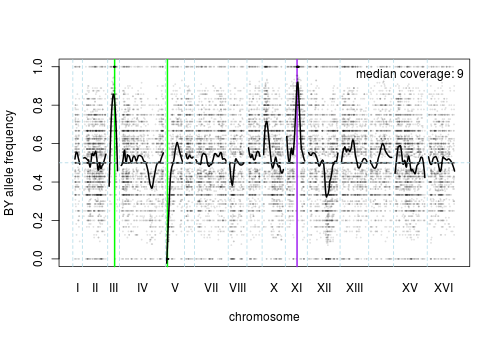 median coverage: 9
BY allele frequency
1.0
0.8
0.6
0.4
0.2
0.0
I II III IV V VII VIII X XI XII XIII XV XVI
chromosome